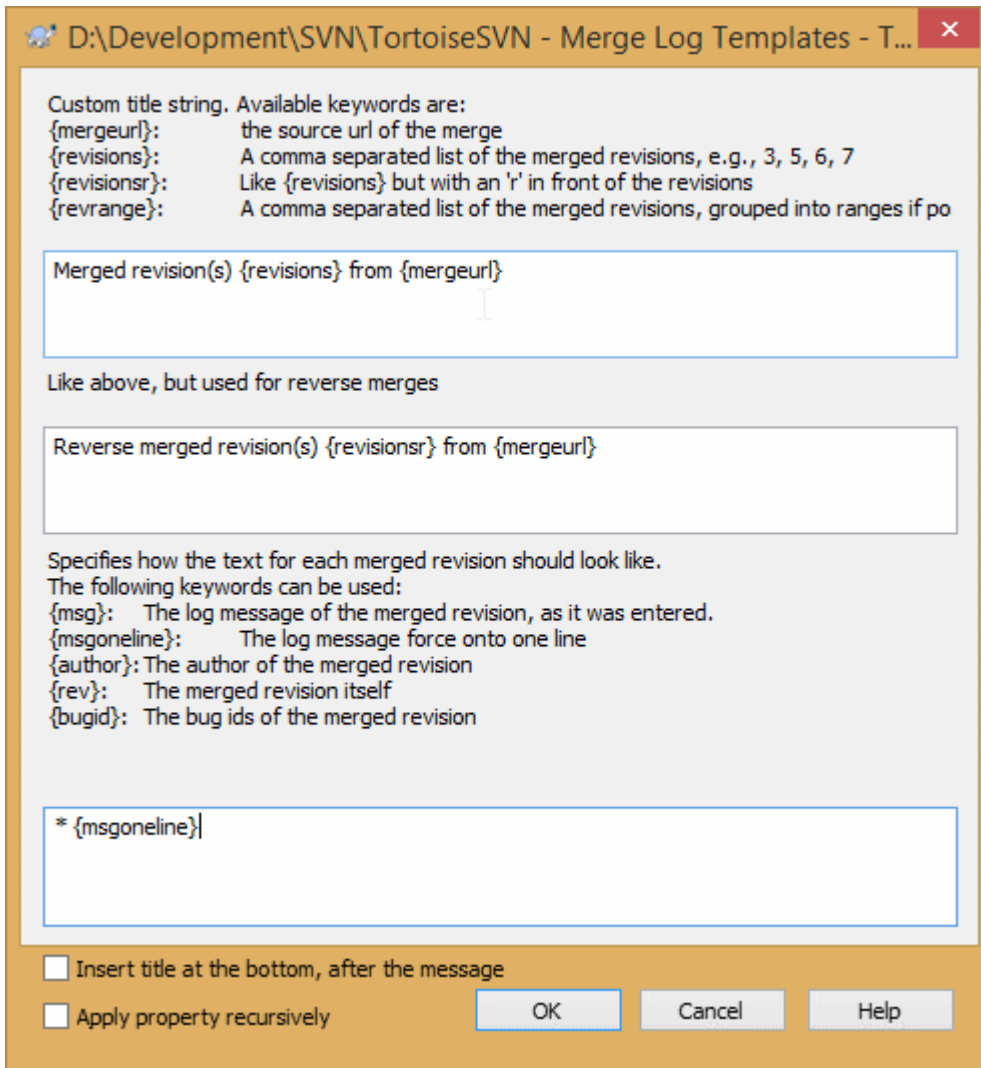 D:\Development\SVN\TortoiseSVN - Merge Log Templates - T...
Custom title string. Available keywords are:
{mergeurl}: the source url of the merge
{revisions}: A comma separated list of the merged revisions, e.g., 3, 5, 6, 7
{revisionsr}: Like {revisions} but with an 'r' in front of the revisions
{revrange}: A comma separated list of the merged revisions, grouped into ranges if po
Merged revision(s) {revisions} from {mergeurl}
Like above, but used for reverse merges
Reverse merged revision(s) {revisionsr} from {mergeurl}
Specifies how the text for each merged revision should look like.
The following keywords can be used:
{msg}: The log message of the merged revision, as it was entered.
{msgoneline}: The log message force onto one line
{author}: The author of the merged revision
{rev}: The merged revision itself
{bugid}: The bug ids of the merged revision
* {msgoneline}
Insert title at the bottom, after the message
Apply property recursively
OK Cancel Help